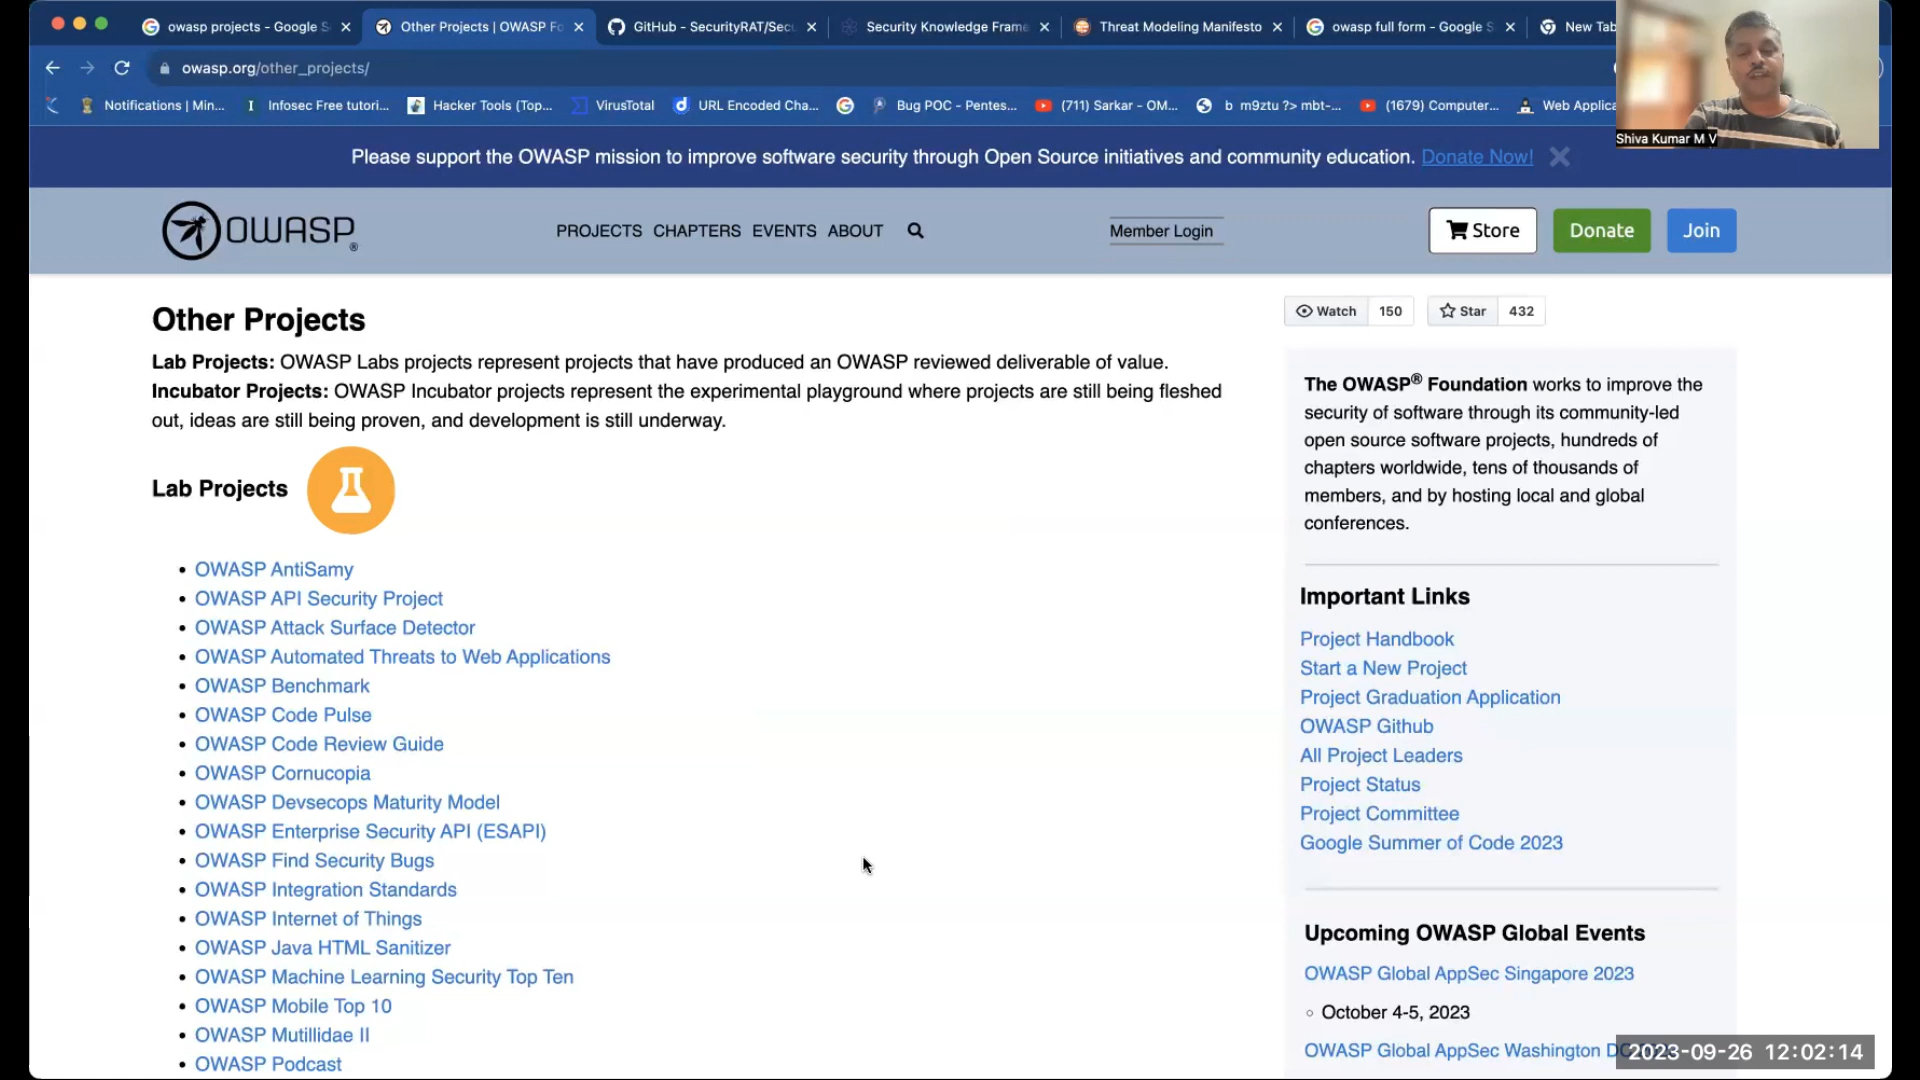 owasp projects - Google S
Other Projects | OWASP Fo
GitHub - SecurityRAT/Secu
Security Knowledge Frame
Threat Modeling Manifesto
owasp full form - Google S
New Tab
owasp.org/other_projects/
Notifications | Min...
Infosec Free tutori...
Hacker Tools (Top...
VirusTotal
URL Encoded Cha...
Bug POC - Pentes...
(711) Sarkar - OM...
b m9ztu ?> mbt-...
(1679) Computer...
Web Applica
Shiva Kumar M V
Please support the OWASP mission to improve software security through Open Source initiatives and community education. Donate Now!
OWASP
PROJECTS CHAPTERS EVENTS ABOUT
Member Login
Store
Donate
Join
Other Projects
Lab Projects: OWASP Labs projects represent projects that have produced an OWASP reviewed deliverable of value.
Incubator Projects: OWASP Incubator projects represent the experimental playground where projects are still being fleshed
out, ideas are still being proven, and development is still underway.
Lab Projects
OWASP AntiSamy
OWASP API Security Project
OWASP Attack Surface Detector
OWASP Automated Threats to Web Applications
OWASP Benchmark
OWASP Code Pulse
OWASP Code Review Guide
OWASP Cornucopia
OWASP Devsecops Maturity Model
OWASP Enterprise Security API (ESAPI)
OWASP Find Security Bugs
OWASP Integration Standards
OWASP Internet of Things
OWASP Java HTML Sanitizer
OWASP Machine Learning Security Top Ten
OWASP Mobile Top 10
OWASP Mutillidae II
OWASP Podcast
Watch 150
Star 432
The OWASP® Foundation works to improve the
security of software through its community-led
open source software projects, hundreds of
chapters worldwide, tens of thousands of
members, and by hosting local and global
conferences.
Important Links
Project Handbook
Start a New Project
Project Graduation Application
OWASP Github
All Project Leaders
Project Status
Project Committee
Google Summer of Code 2023
Upcoming OWASP Global Events
OWASP Global AppSec Singapore 2023
October 4-5, 2023
OWASP Global AppSec Washington
2023-09-26 12:02:14